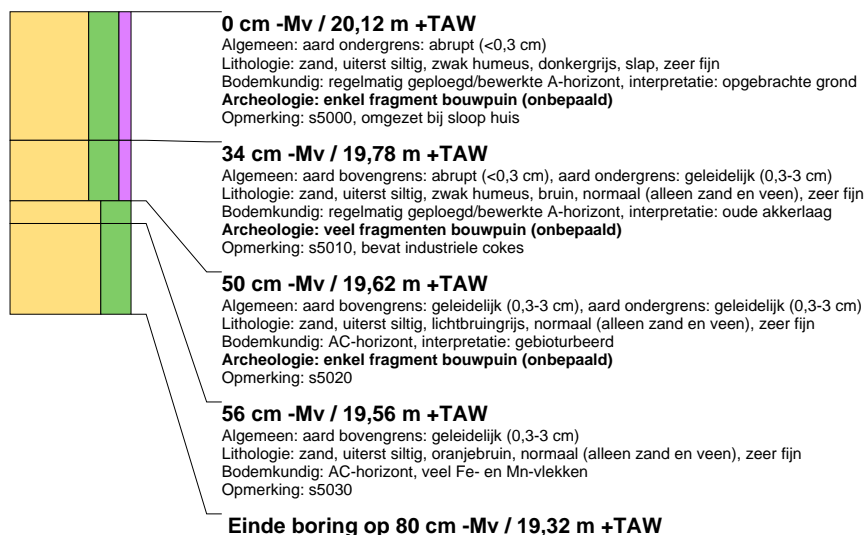 0 cm -Mv / 20,12 m +TAW
Algemeen: aard ondergrens: abrupt (<0,3 cm)
Lithologie: zand, uiterst siltig, zwak humeus, donkergrijs, slap, zeer fijn
Bodemkundig: regelmatig geploegd/bewerkte A-horizont, interpretatie: opgebrachte grond
Archeologie: enkel fragment bouwpuin (onbepaald)
Opmerking: s5000, omgezet bij sloop huis
34 cm -Mv / 19,78 m +TAW
Algemeen: aard bovengrens: abrupt (<0,3 cm), aard ondergrens: geleidelijk (0,3-3 cm)
Lithologie: zand, uiterst siltig, zwak humeus, bruin, normaal (alleen zand en veen), zeer fijn
Bodemkundig: regelmatig geploegd/bewerkte A-horizont, interpretatie: oude akkerlaag
Archeologie: veel fragmenten bouwpuin (onbepaald)
Opmerking: s5010, bevat industriele cokes
50 cm -Mv / 19,62 m +TAW
Algemeen: aard bovengrens: geleidelijk (0,3-3 cm), aard ondergrens: geleidelijk (0,3-3 cm)
Lithologie: zand, uiterst siltig, lichtbruingrijs, normaal (alleen zand en veen), zeer fijn
Bodemkundig: AC-horizont, interpretatie: gebioturbeerd
Archeologie: enkel fragment bouwpuin (onbepaald)
Opmerking: s5020
56 cm -Mv / 19,56 m +TAW
Algemeen: aard bovengrens: geleidelijk (0,3-3 cm)
Lithologie: zand, uiterst siltig, oranjebruin, normaal (alleen zand en veen), zeer fijn
Bodemkundig: AC-horizont, veel Fe- en Mn-vlekken
Opmerking: s5030
Einde boring op 80 cm -Mv / 19,32 m +TAW